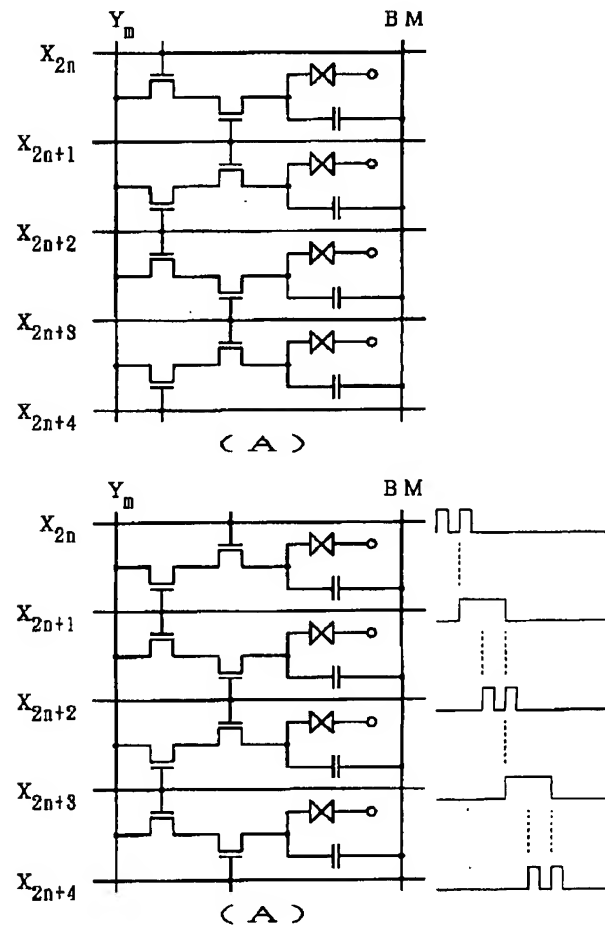 Y_m B M
X_2n
X_2n+1
X_2n+2
X_2n+3
X_2n+4
( A )
Y_m B M
X_2n
X_2n+1
X_2n+2
X_2n+3
X_2n+4
( A )